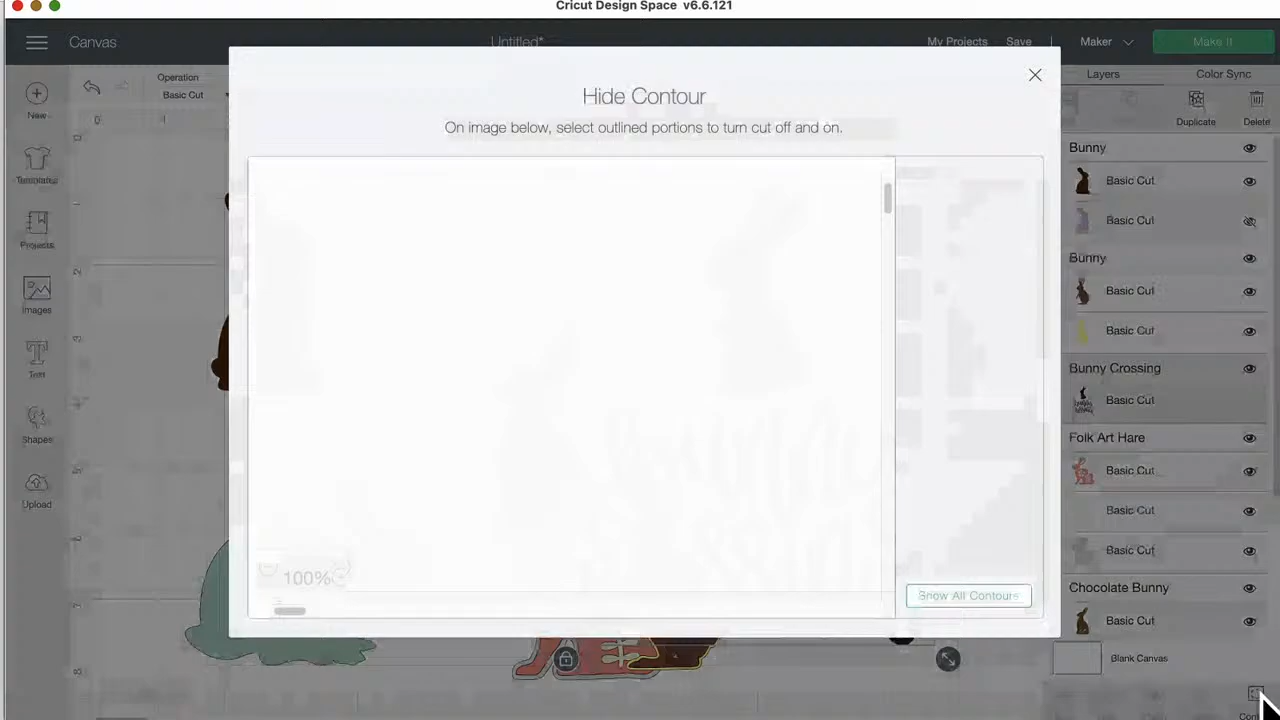 Cricut Design Space v6.6.121
Canvas
Untitled*
My Projects
Save
Maker
Make It
New
Templates
Projects
Images
Text
Shapes
Upload
Operation
Basic Cut
0
1
Hide Contour
On image below, select outlined portions to turn cut off and on.
100%
Show All Contours
Layers
Color Sync
Duplicate
Delete
Bunny
Basic Cut
Basic Cut
Bunny
Basic Cut
Basic Cut
Bunny Crossing
Basic Cut
Folk Art Hare
Basic Cut
Basic Cut
Basic Cut
Chocolate Bunny
Basic Cut
Blank Canvas